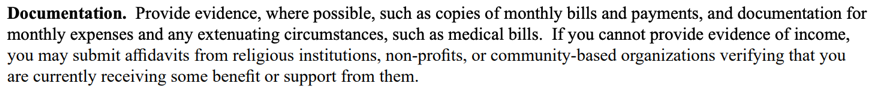 Documentation.  Provide evidence, where possible, such as copies of monthly bills and payments, and documentation for
monthly expenses and any extenuating circumstances, such as medical bills.  If you cannot provide evidence of income,
you may submit affidavits from religious institutions, non-profits, or community-based organizations verifying that you
are currently receiving some benefit or support from them.